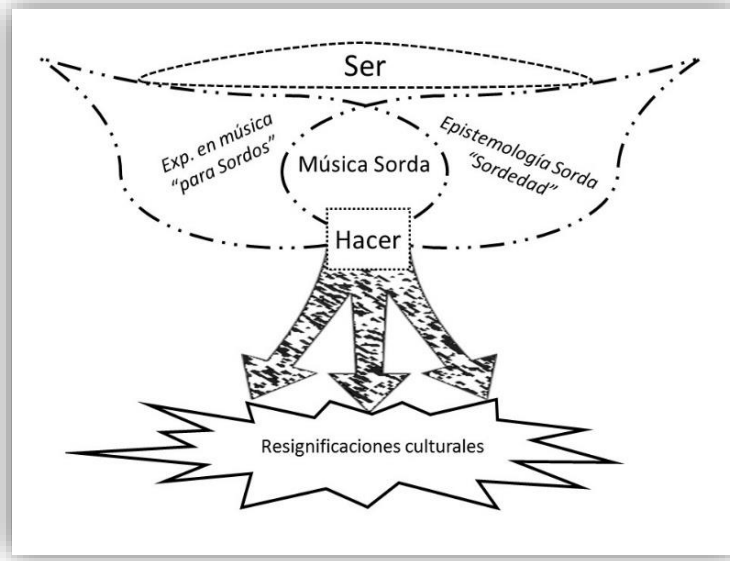 Ser
Exp. en música
"para Sordos"
Música Sorda
Epistemología Sorda
"Sordedad"
Hacer
Resignificaciones culturales